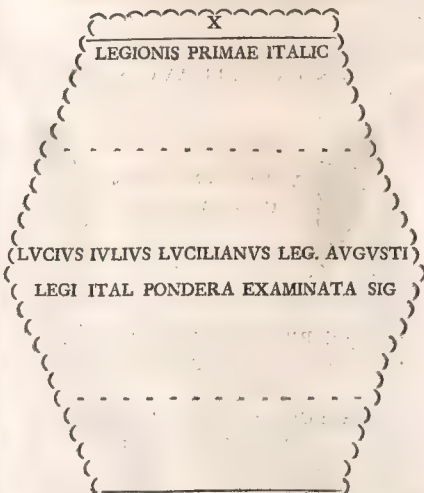 X
LEGIONIS PRIMAE ITALIC
LVCIVS IVLIVS LVCILIANVS LEG. AVGVSTI
LEGI ITAL PONDERA EXAMINATA SIG